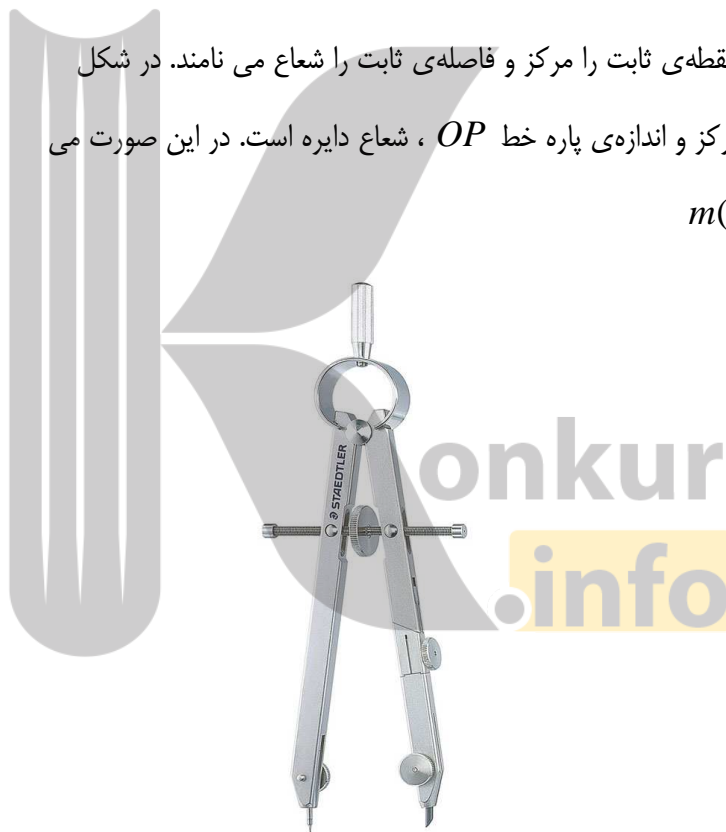 قطه‌ی ثابت را مرکز و فاصله‌ی ثابت را شعاع می نامند. در شکل
رکز و اندازه‌ی پاره خط OP ، شعاع دایره است. در این صورت می
m(
STAEDTLER
onkur
.info